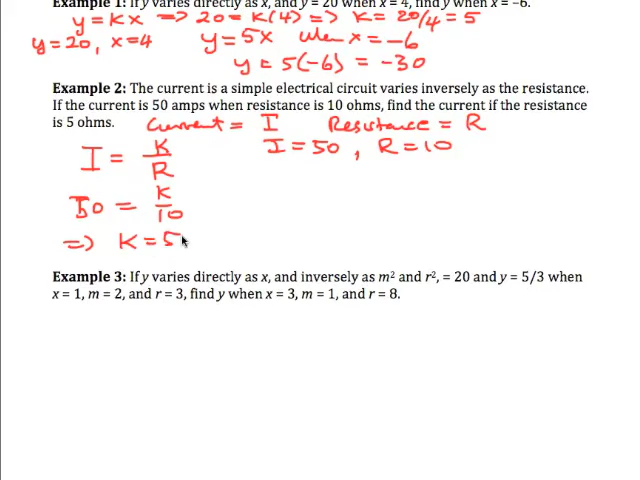 Example 1: If y varies directly as x, and y = 20 when x = 4, find y when x = −6.
y = Kx => 20 = K(4) => K = 20/4 = 5
y = 20, x = 4 y = 5x when x = −6
y = 5(−6) = −30
Example 2: The current is a simple electrical circuit varies inversely as the resistance.
If the current is 50 amps when resistance is 10 ohms, find the current if the resistance
is 5 ohms. Current = I Resistance = R
I = K/R I = 50, R = 10
50 = K/10
=> K = 5
Example 3: If y varies directly as x, and inversely as m² and r², = 20 and y = 5/3 when
x = 1, m = 2, and r = 3, find y when x = 3, m = 1, and r = 8.